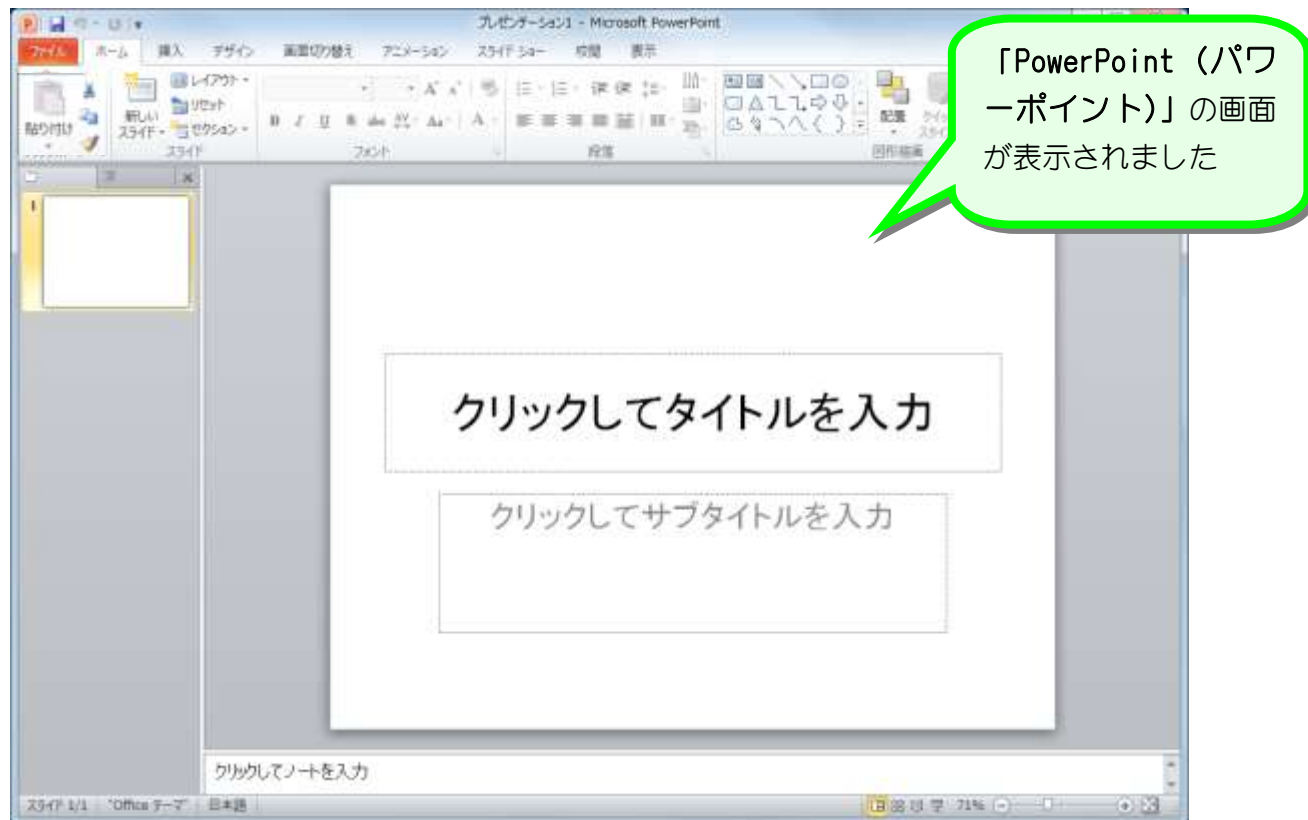 プレゼンテーション1 - Microsoft PowerPoint
ファイル ホーム 挿入 デザイン 画面切り替え アニメーション スライド ショー 校閲 表示
「PowerPoint（パワ
ーポイント）」の画面
が表示されました
貼り付け
新しい
スライド
レイアウト
リセット
セクション
配置
スライド フォント 段落 図形描画
1
クリックしてタイトルを入力
クリックしてサブタイトルを入力
クリックしてノートを入力
スライド 1/1 "Office テーマ" 日本語 71%